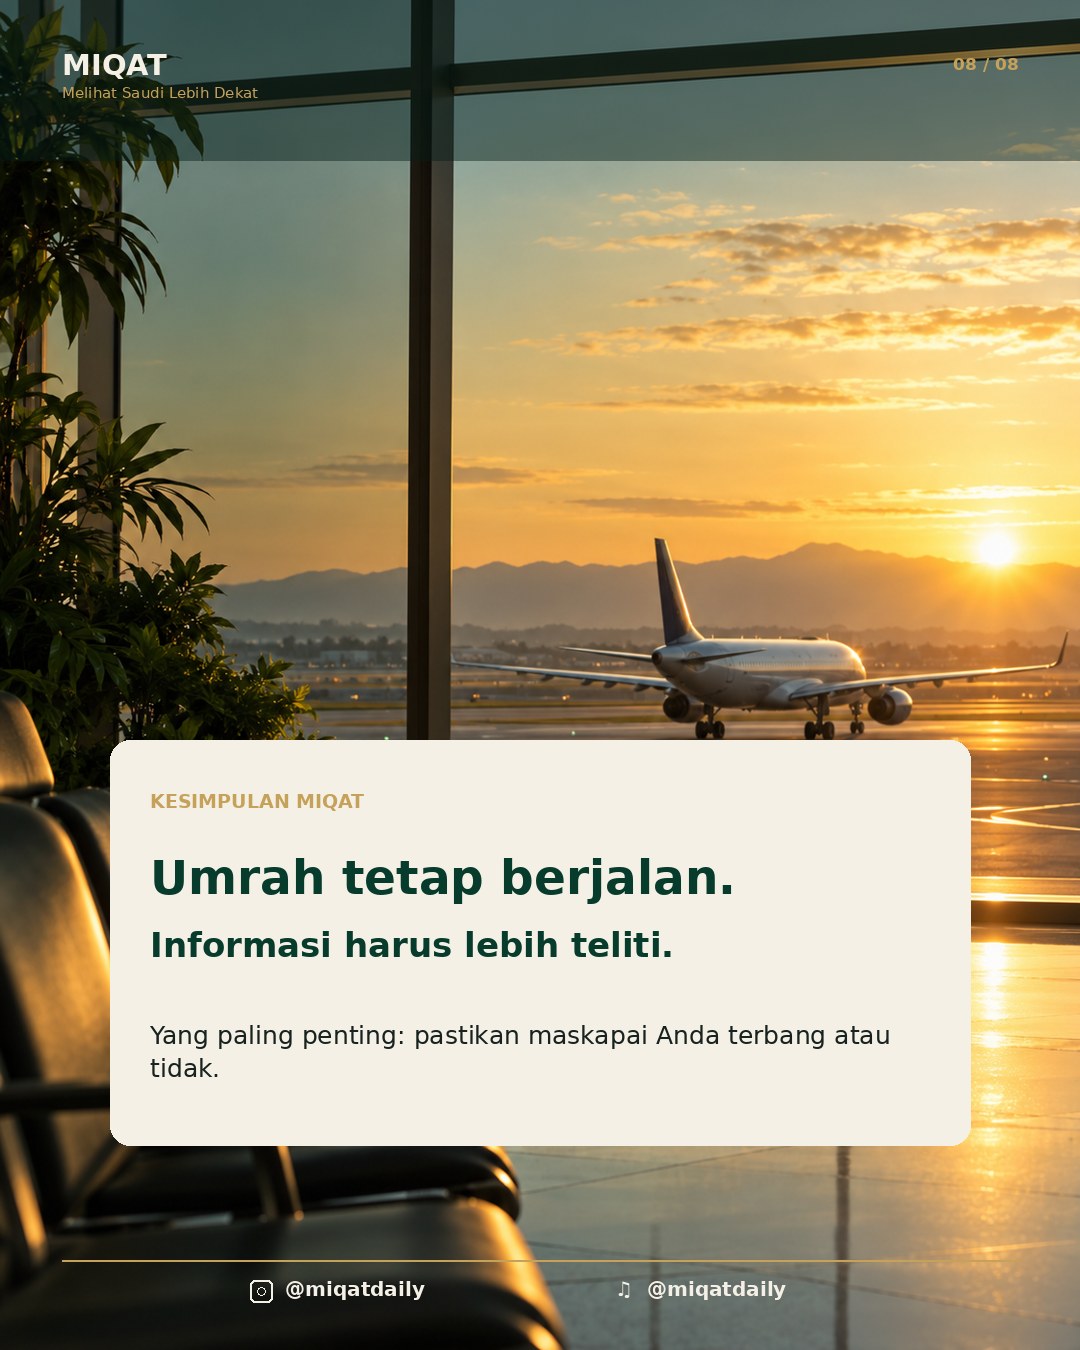 MIQAT
Melihat Saudi Lebih Dekat
08 / 08
KESIMPULAN MIQAT
Umrah tetap berjalan.
Informasi harus lebih teliti.
Yang paling penting: pastikan maskapai Anda terbang atau
tidak.
@miqatdaily
♫ @miqatdaily